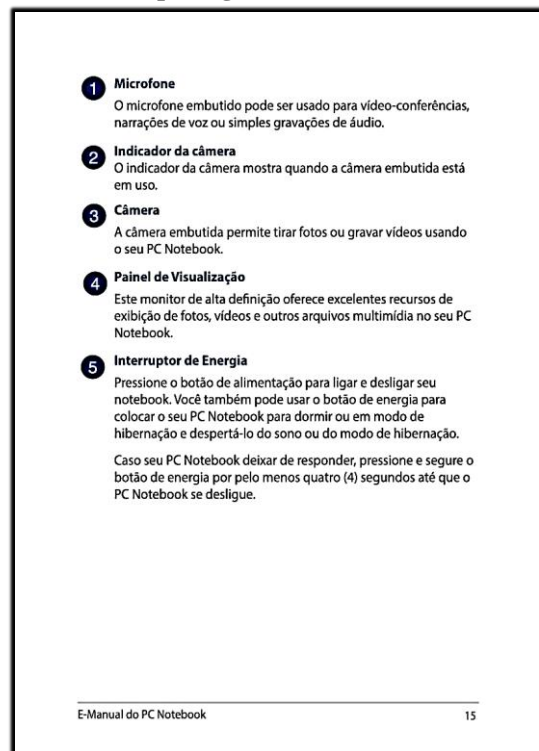 1 Microfone
O microfone embutido pode ser usado para vídeo-conferências,
narrações de voz ou simples gravações de áudio.
2 Indicador da câmera
O indicador da câmera mostra quando a câmera embutida está
em uso.
3 Câmera
A câmera embutida permite tirar fotos ou gravar vídeos usando
o seu PC Notebook.
4 Painel de Visualização
Este monitor de alta definição oferece excelentes recursos de
exibição de fotos, vídeos e outros arquivos multimídia no seu PC
Notebook.
5 Interruptor de Energia
Pressione o botão de alimentação para ligar e desligar seu
notebook. Você também pode usar o botão de energia para
colocar o seu PC Notebook para dormir ou em modo de
hibernação e despertá-lo do sono ou do modo de hibernação.
Caso seu PC Notebook deixar de responder, pressione e segure o
botão de energia por pelo menos quatro (4) segundos até que o
PC Notebook se desligue.
E-Manual do PC Notebook 15